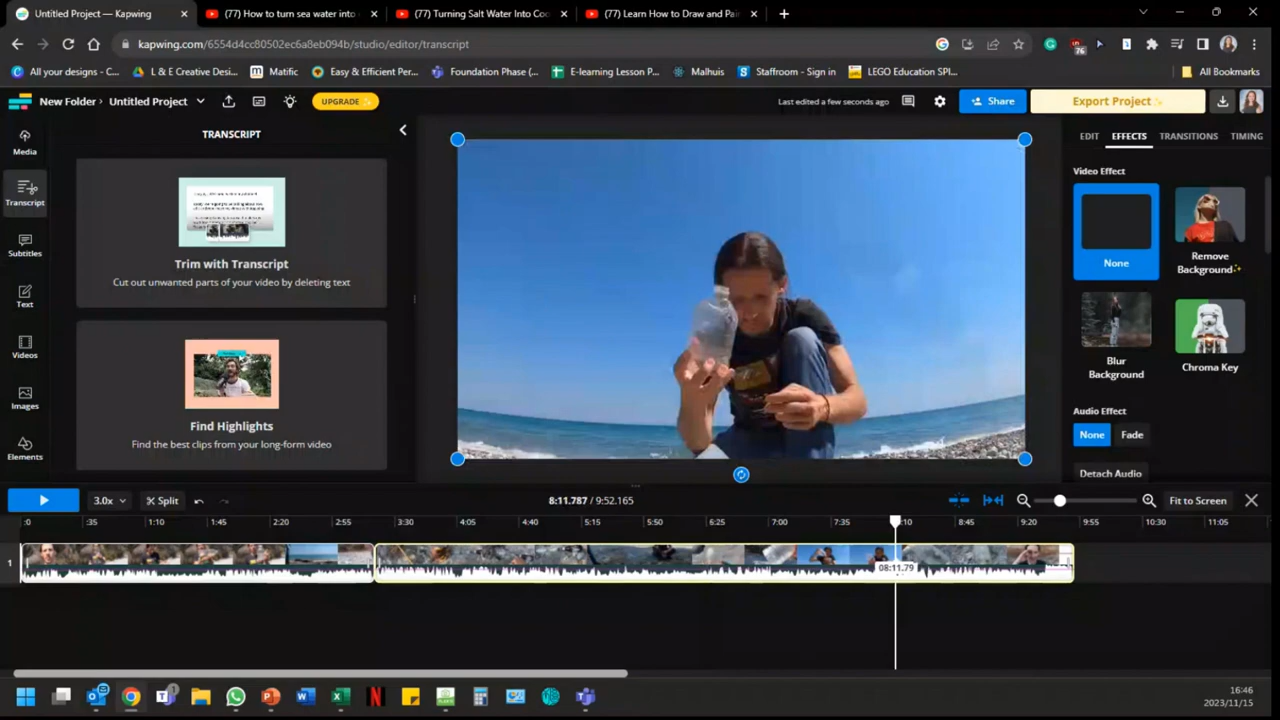 Untitled Project — Kapwing
(77) How to turn sea water into
(77) Turning Salt Water Into Coo
(77) Learn How to Draw and Pai
kapwing.com/6554d4cc80502ec6a8eb094b/studio/editor/transcript
76
All your designs - C...
L & E Creative Desi...
Matific
Easy & Efficient Per...
Foundation Phase (...
E-learning Lesson P...
Malhuis
Staffroom - Sign in
LEGO Education SPI...
All Bookmarks
New Folder › Untitled Project
UPGRADE
Last edited a few seconds ago
Share
Export Project
Media
Transcript
Subtitles
Text
Videos
Images
Elements
TRANSCRIPT
Trim with Transcript
Cut out unwanted parts of your video by deleting text
Find Highlights
Find the best clips from your long-form video
EDIT EFFECTS TRANSITIONS TIMING
Video Effect
None
Remove
Background
Blur
Background
Chroma Key
Audio Effect
None Fade
Detach Audio
3.0x Split 8:11.787 / 9:52.165 Fit to Screen
:0 :35 1:10 1:45 2:20 2:55 3:30 4:05 4:40 5:15 5:50 6:25 7:00 7:35 :10 8:45 9:20 9:55 10:30 11:05
1
08:11.79
16:46
2023/11/15